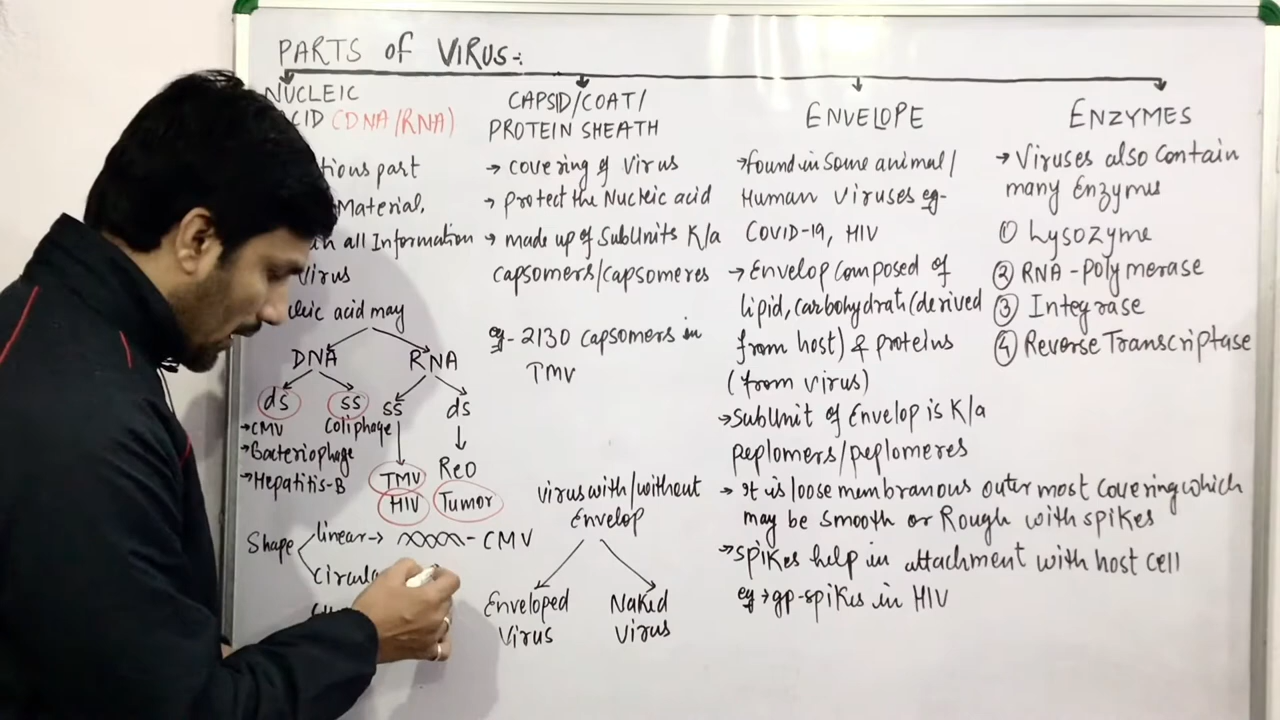 PARTS of VIRUS:-
NUCLEIC
CID (DNA/RNA)
tious part
Material,
all Information
Virus
acid may
DNA RNA
ds ss ss ds
→CMV Coliphage
→Bacteriophage
→Hepatitis-B
TMV
HIV
Reo
Tumor
Shape
linear→ - CMV
CAPSID/COAT/
PROTEIN SHEATH
→ covering of Virus
→ protect the Nucleic acid
→ made up of SubUnits K/a
capsomers/capsomeres
eg- 2130 capsomers in
TMV
Virus with/without
Envelop
Enveloped
Virus
Naked
Virus
ENVELOPE
→found in Some animal/
Human Viruses eg-
COVID-19, HIV
→ Envelop Composed of
lipid, carbohydrate (derived
from host) & proteins
(from virus)
→SubUnit of Envelop is K/a
peplomers/peplomeres
→ It is loose membranous outermost Covering which
may be Smooth or Rough with spikes
→Spikes help in attachment with host Cell
eg→gp-spikes in HIV
ENZYMES
→ Viruses also Contain
many Enzymes
① Lysozyme
② RNA-polymerase
③ Integrase
④ Reverse Transcriptase